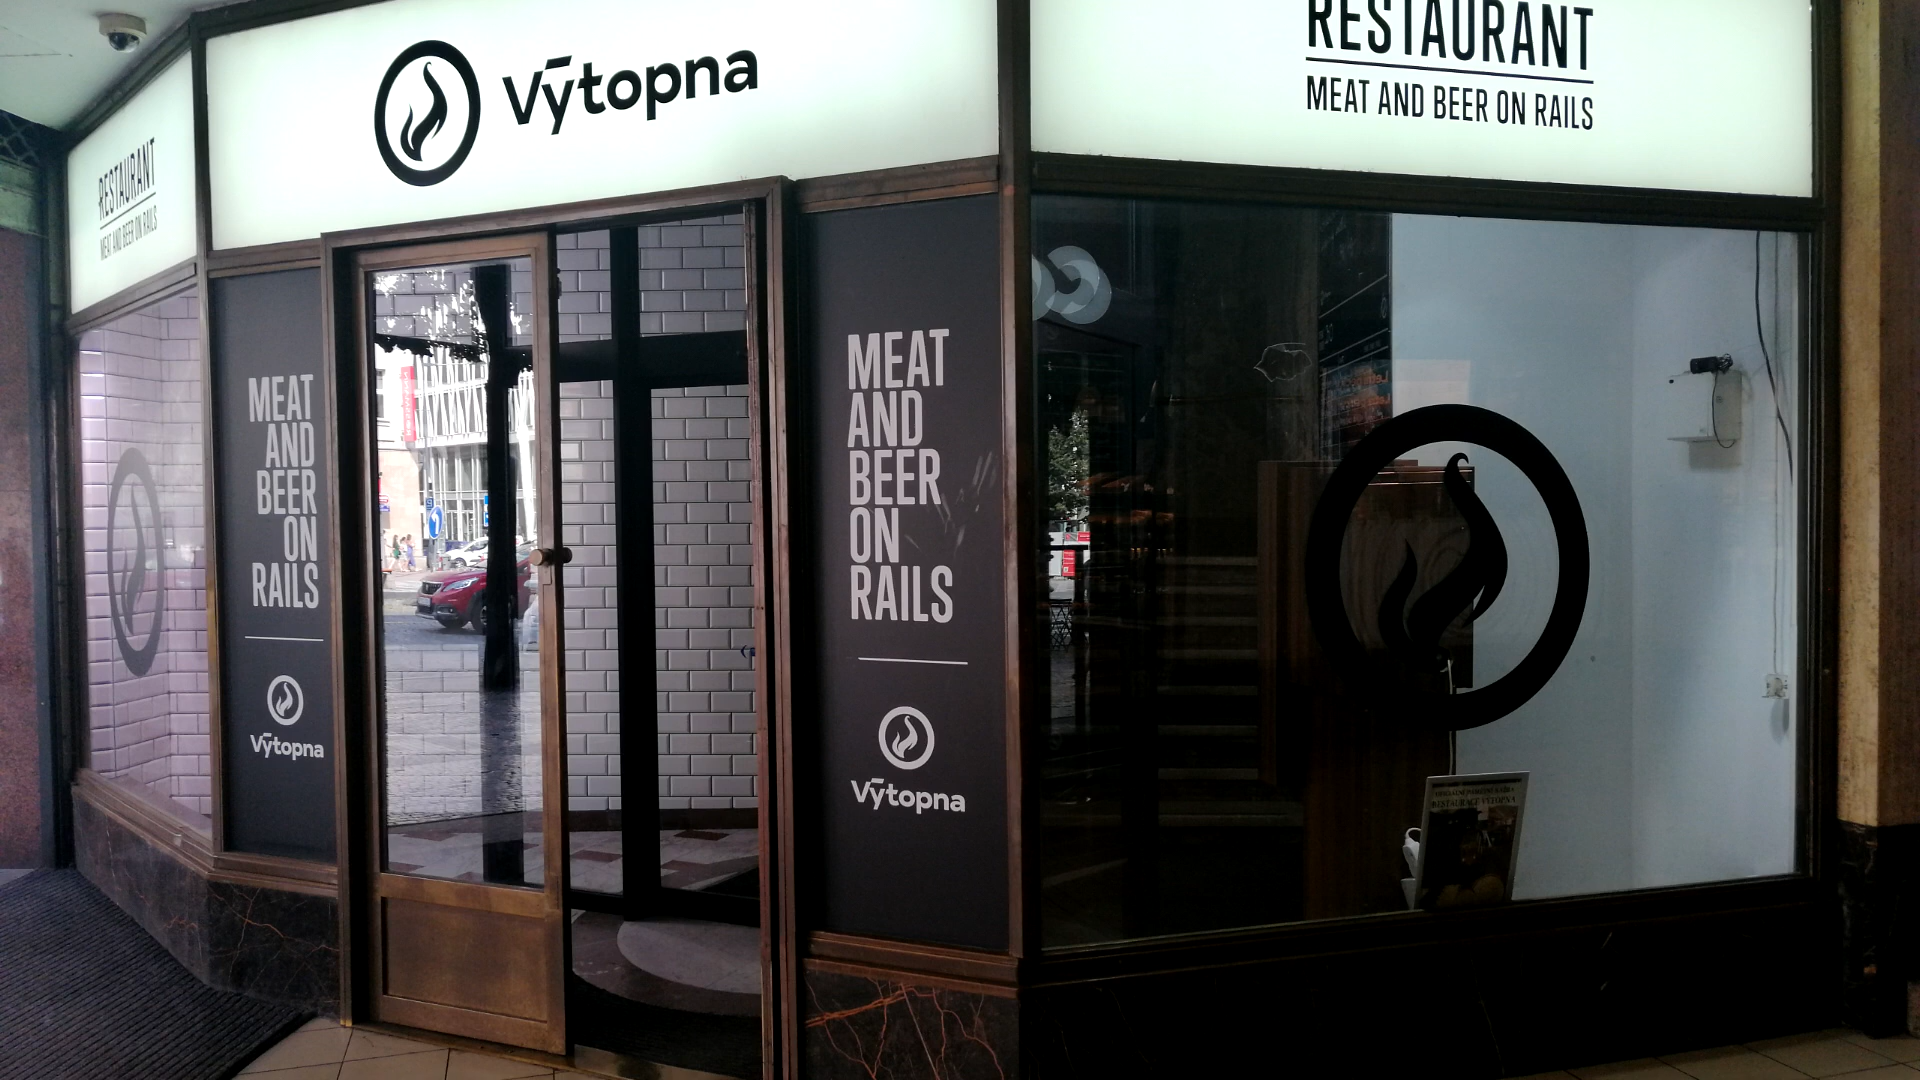 RESTAURANT
MEAT AND BEER ON RAILS
Výtopna
RESTAURANT
MEAT AND BEER ON RAILS
MEAT
AND
BEER
ON
RAILS
Výtopna
MEAT
AND
BEER
ON
RAILS
Výtopna
RESTAURACE VÝTOPNA